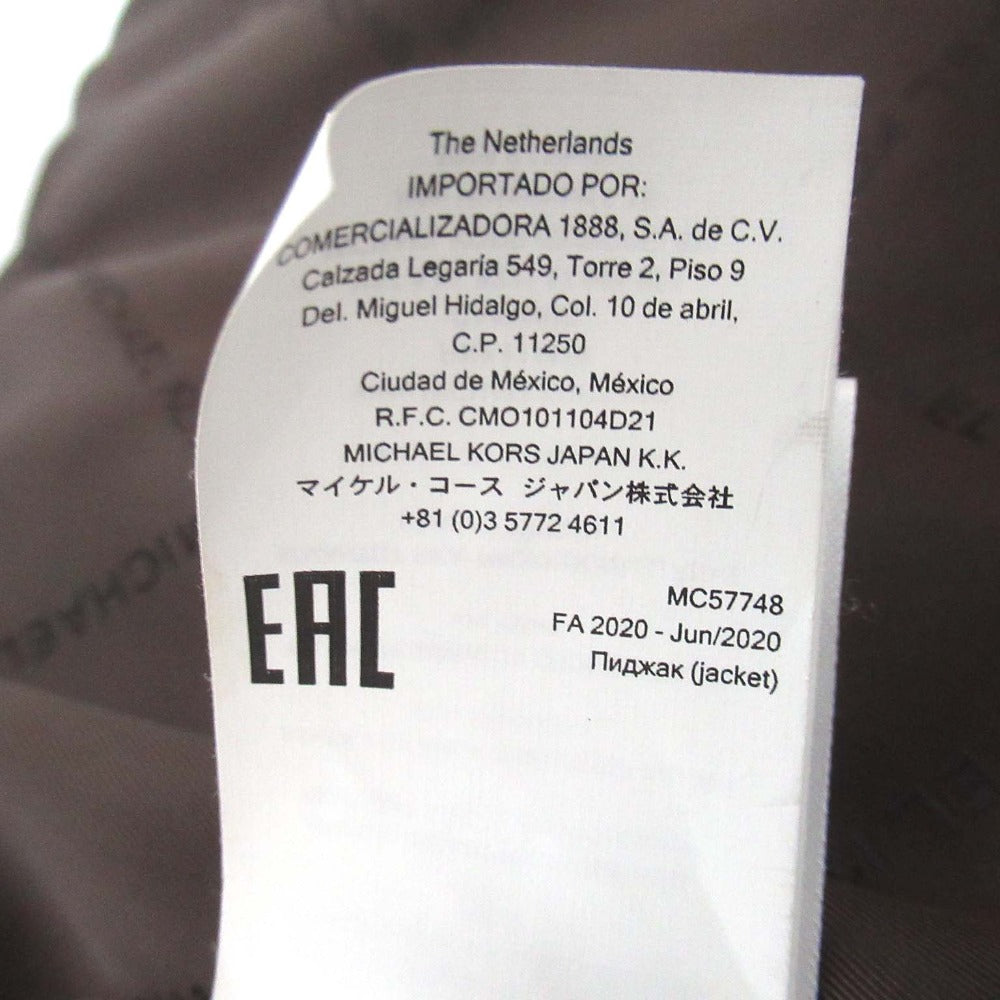 The Netherlands
IMPORTADO POR:
COMERCIALIZADORA 1888, S.A. de C.V.
Calzada Legaria 549, Torre 2, Piso 9
Del. Miguel Hidalgo, Col. 10 de abril,
C.P. 11250
Ciudad de México, México
R.F.C. CMO101104D21
MICHAEL KORS JAPAN K.K.
マイケル・コース ジャパン株式会社
+81 (0)3 5772 4611
EAC
MC57748
FA 2020 - Jun/2020
Пиджак (jacket)
MICHAEL